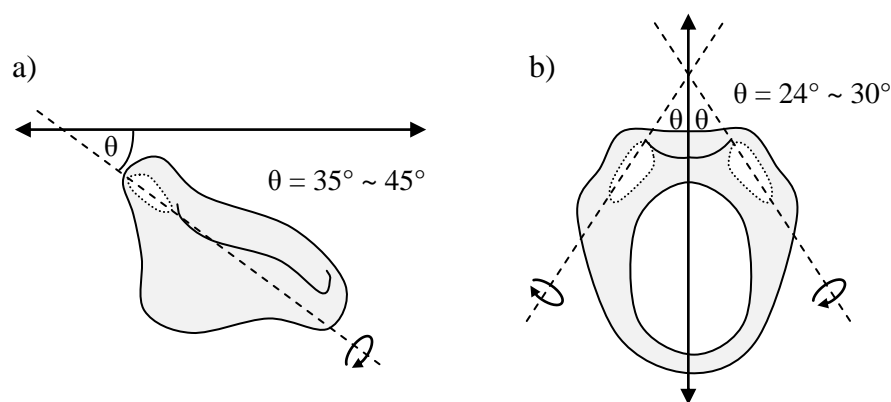 a)
θ
θ = 35° ~ 45°
b)
θ = 24° ~ 30°
θ θ